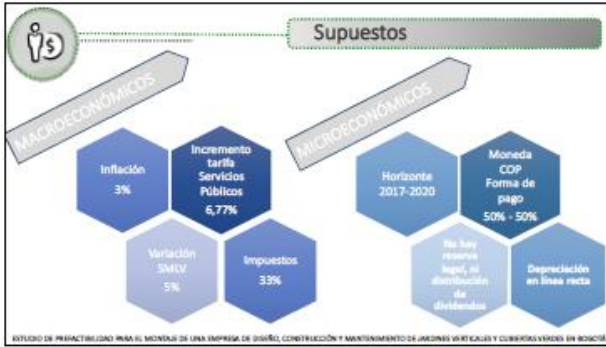 Supuestos
MACROECONÓMICOS
Inflación
3%
Incremento
tarifa
Servicios
Públicos
6,77%
Variación
SMLV
5%
Impuestos
33%
MICROECONÓMICOS
Horizonte
2017-2020
Moneda
COP
Forma de
pago
50% - 50%
No hay
reserva
legal, ni
distribución
de
dividendos
Depreciación
en línea recta
ESTUDIO DE PREFACTIBILIDAD PARA EL MONTAJE DE UNA EMPRESA DE DISEÑO, CONSTRUCCIÓN Y MANTENIMIENTO DE JARDINES VERTICALES Y CUBIERTAS VERDES EN BOGOTÁ